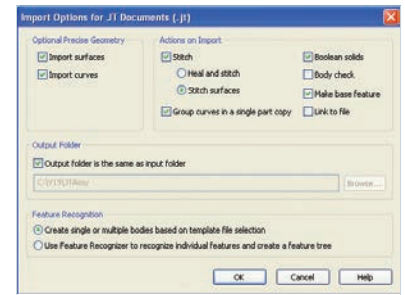 Import Options for JT Documents (.jt)
Optional Precise Geometry
Import surfaces
Import curves
Actions on Import
Stitch
Heal and stitch
Stitch surfaces
Group curves in a single part copy
Boolean solids
Body check
Make base feature
Link to file
Output Folder
Output folder is the same as input folder
Browse...
Feature Recognition
Create single or multiple bodies based on template file selection
Use Feature Recognizer to recognize individual features and create a feature tree
OK
Cancel
Help